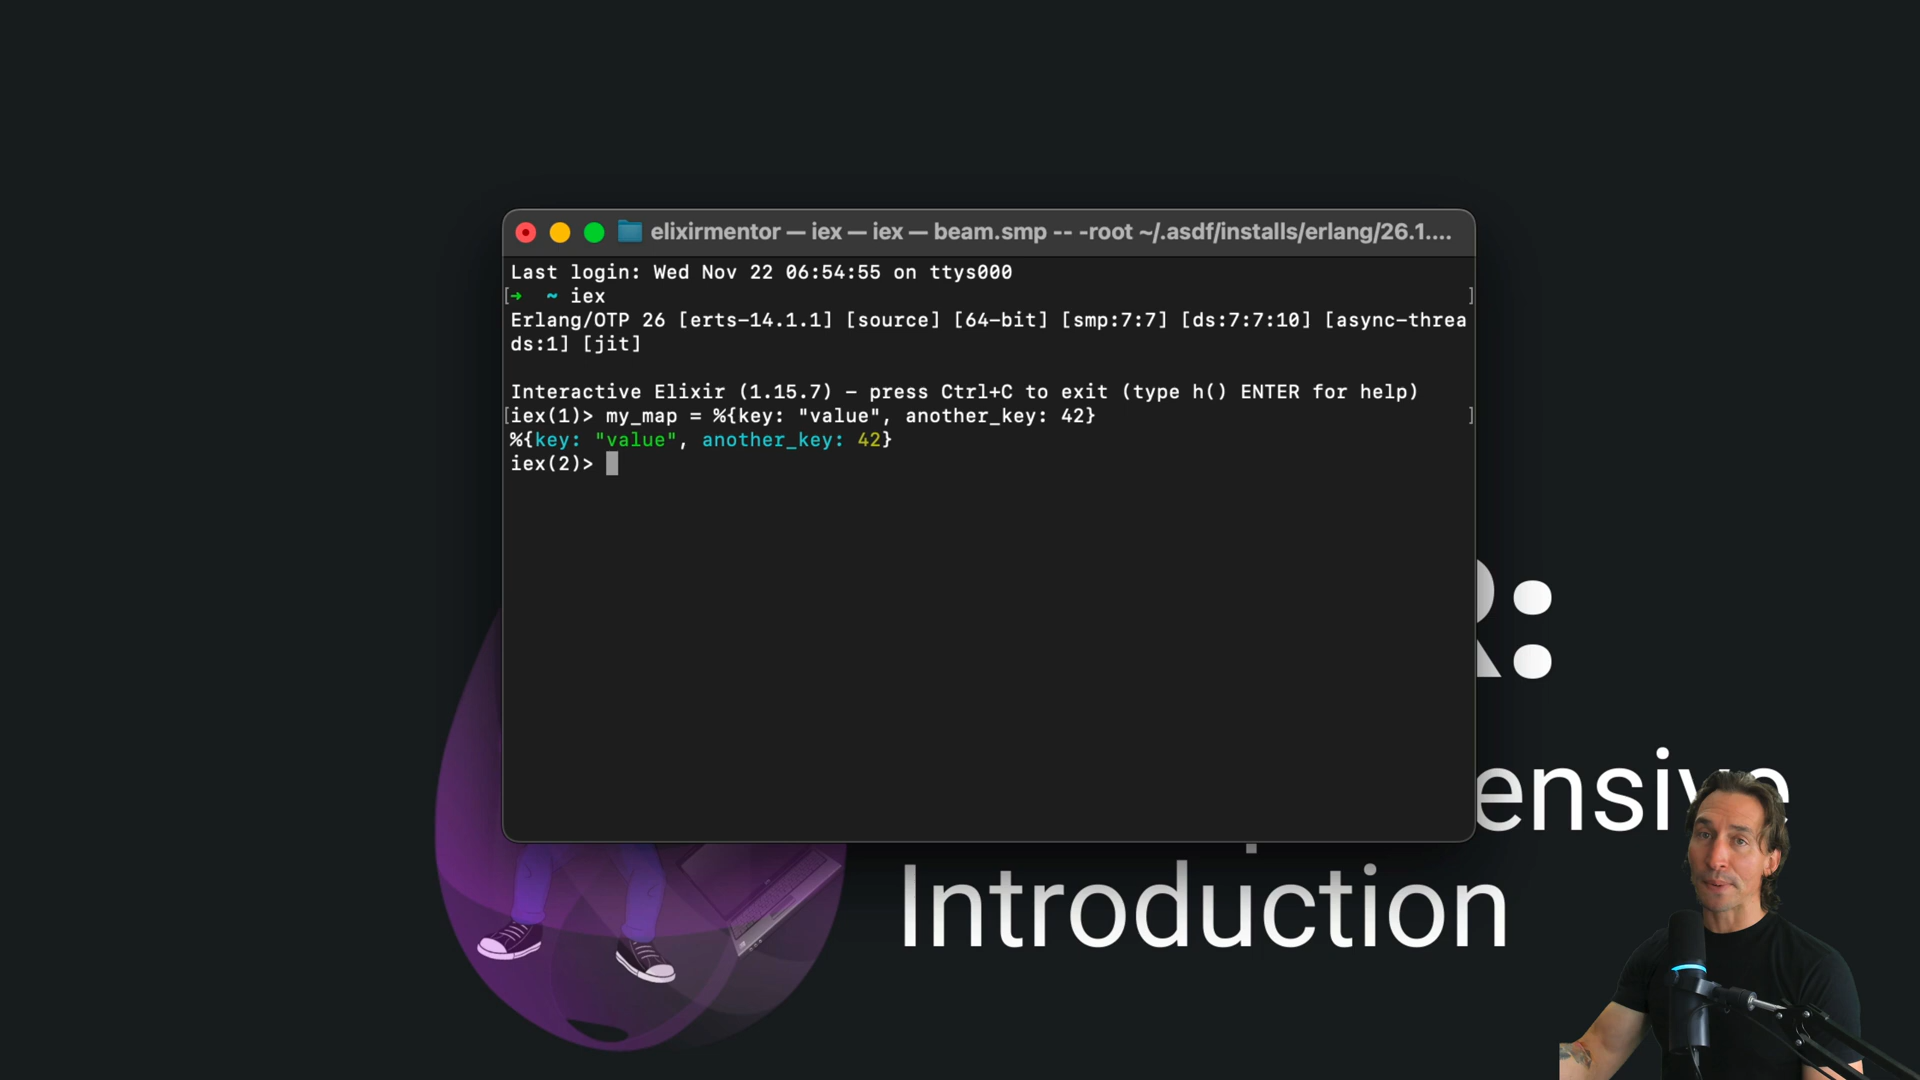 elixirmentor — iex — iex — beam.smp -- -root ~/.asdf/installs/erlang/26.1....
Last login: Wed Nov 22 06:54:55 on ttys000
[➜ ~ iex ]
Erlang/OTP 26 [erts-14.1.1] [source] [64-bit] [smp:7:7] [ds:7:7:10] [async-threa
ds:1] [jit]
Interactive Elixir (1.15.7) - press Ctrl+C to exit (type h() ENTER for help)
[iex(1)> my_map = %{key: "value", another_key: 42} ]
%{key: "value", another_key: 42}
iex(2)>
R:
ensive
Introduction